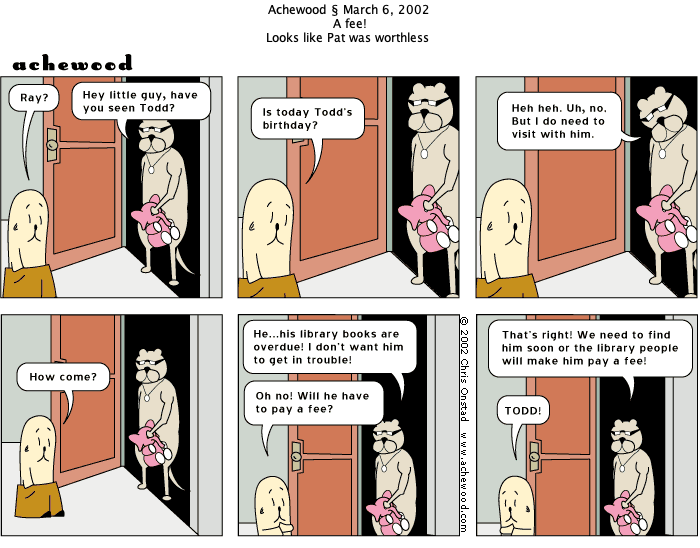 Achewood § March 6, 2002
A fee!
Looks like Pat was worthless
achewood
Ray?
Hey little guy, have
you seen Todd?
Is today Todd's
birthday?
Heh heh. Uh, no.
But I do need to
visit with him.
How come?
He...his library books are
overdue! I don't want him
to get in trouble!
Oh no! Will he have
to pay a fee?
© 2002 Chris Onstad www.achewood.com
That's right! We need to find
him soon or the library people
will make him pay a fee!
TODD!